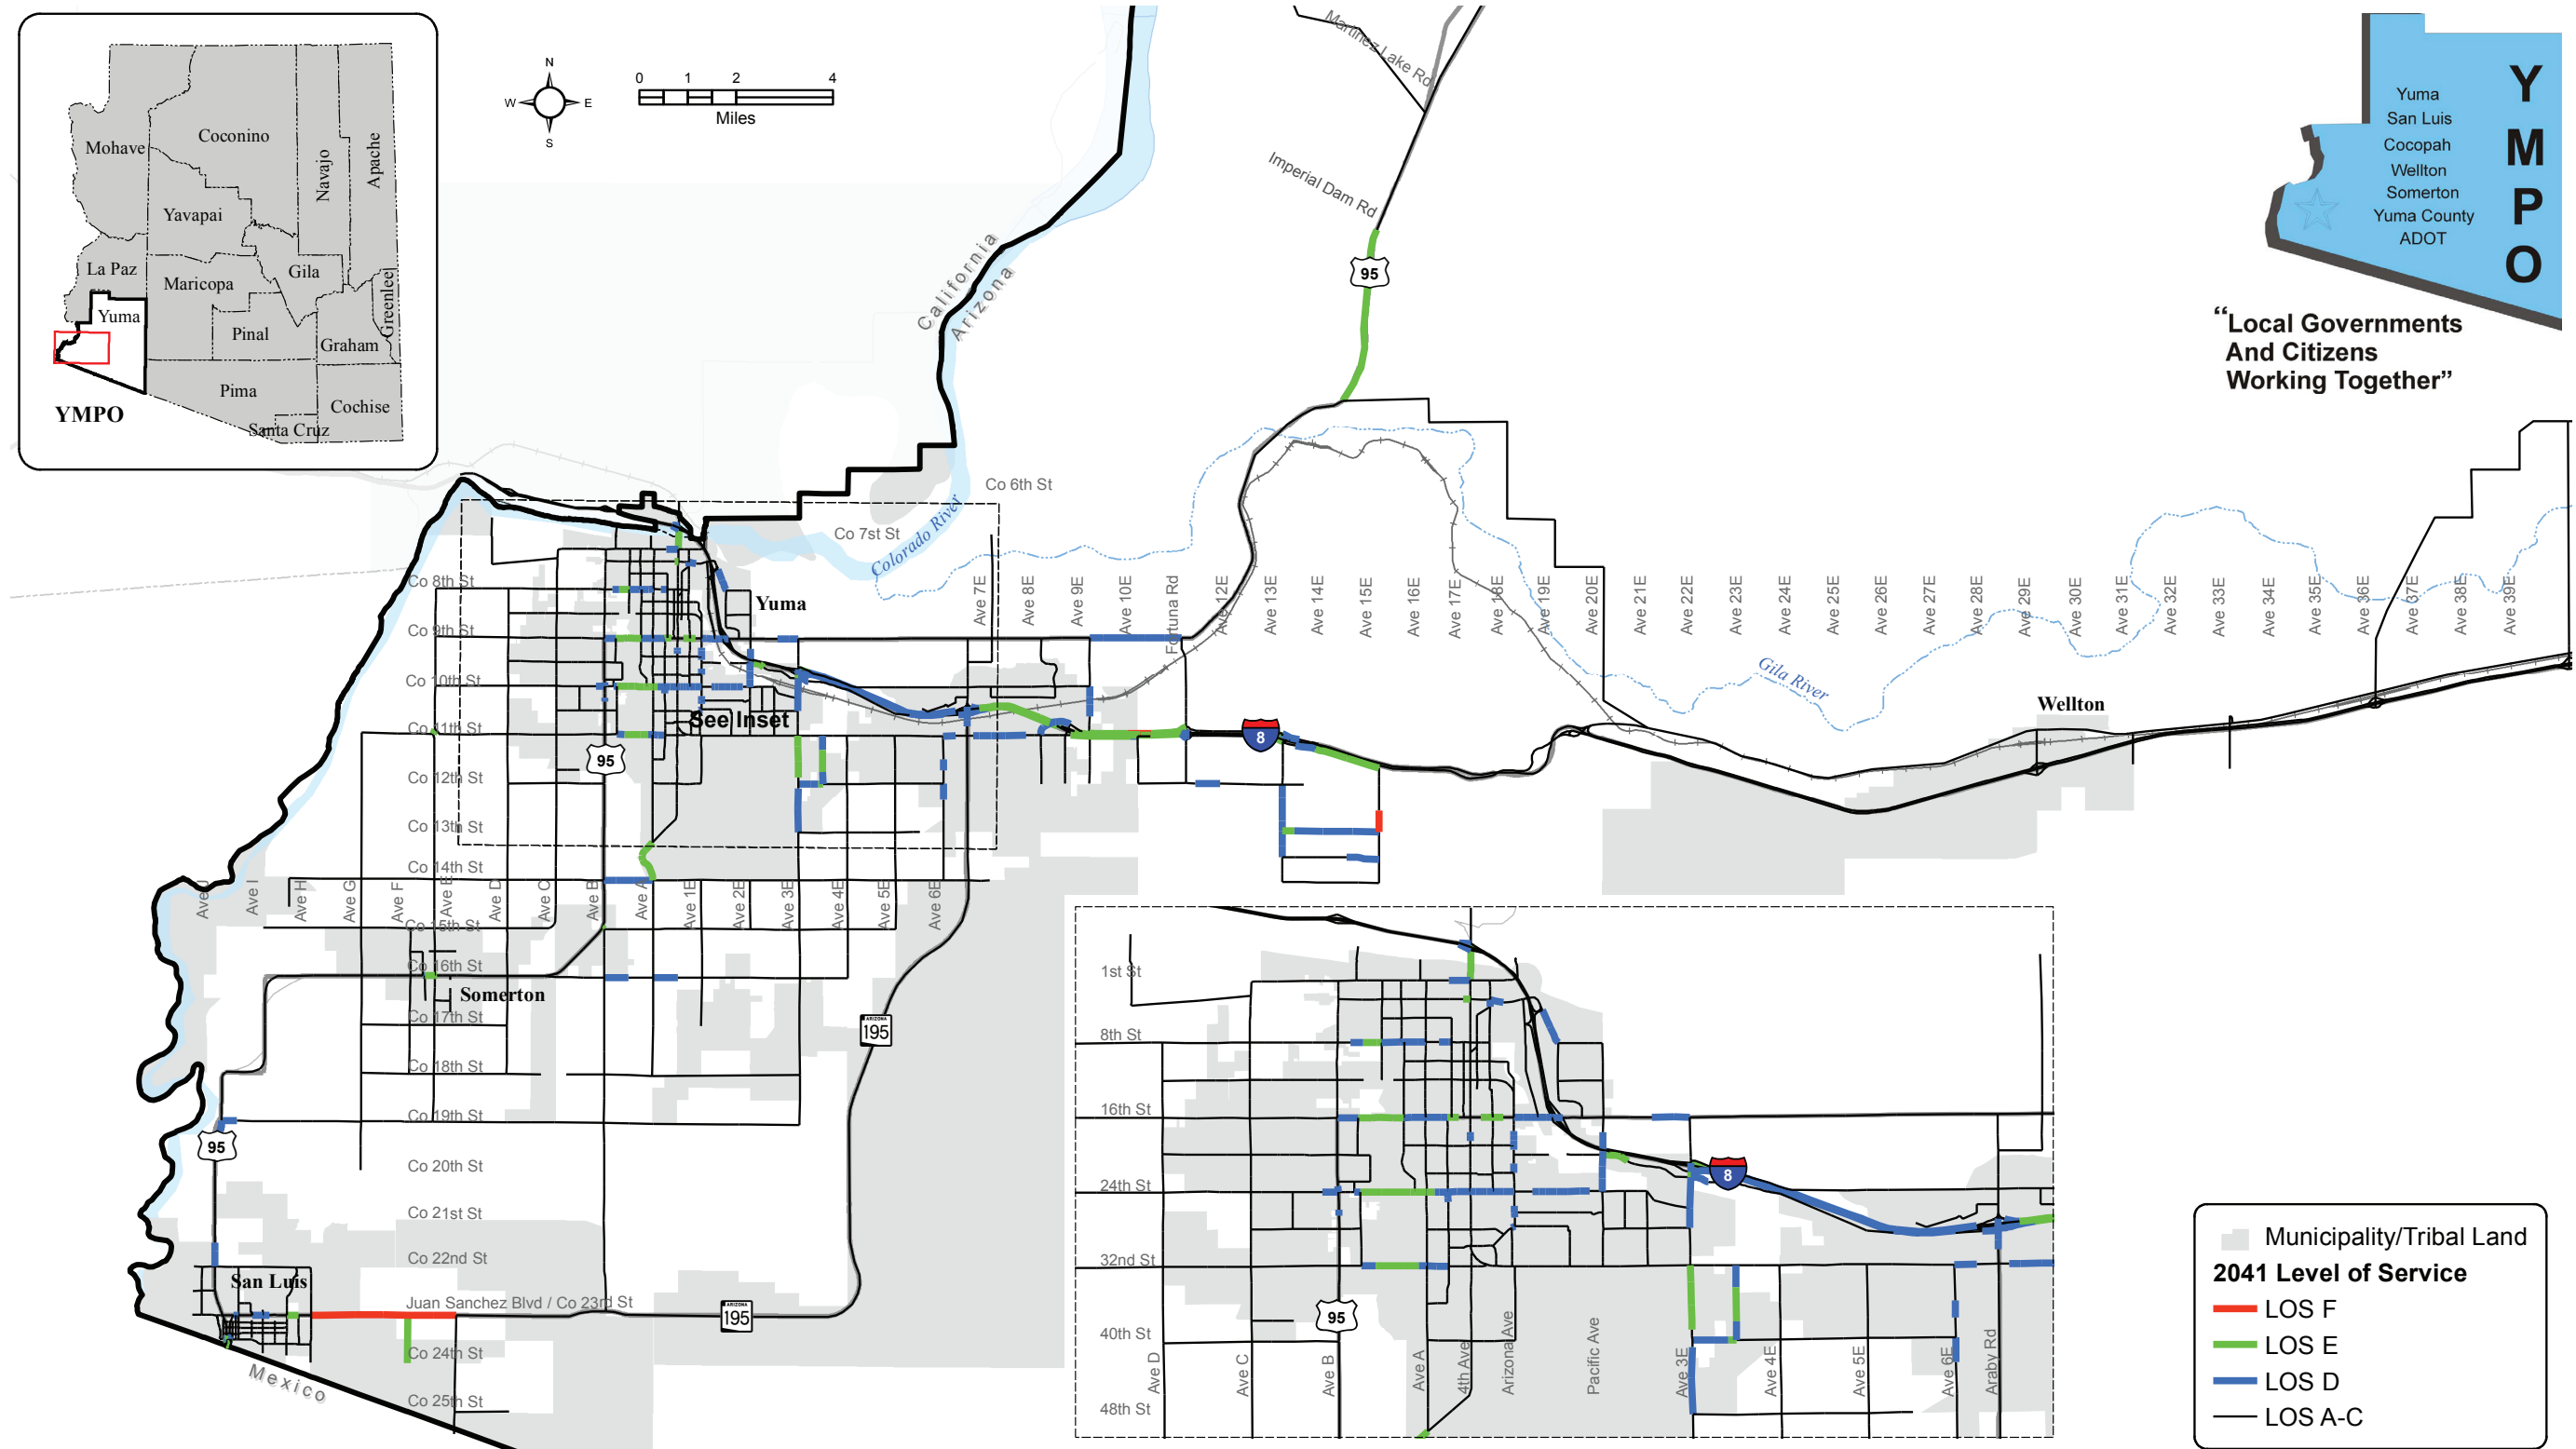 Mohave
Coconino
Navajo
Apache
Yavapai
La Paz
Maricopa
Gila
Greenlee
Yuma
Pinal
Graham
Pima
Cochise
Santa Cruz
YMPO
N
W
E
S
0 1 2 4
Miles
Martinez Lake Rd
Imperial Dam Rd
95
California
Arizona
YMPO
Yuma
San Luis
Cocopah
Wellton
Somerton
Yuma County
ADOT
“Local Governments
And Citizens
Working Together”
Co 6th St
Co 7st St
Colorado River
Co 8th St
Co 9th St
Co 10th St
Co 11th St
Co 12th St
Co 13th St
Co 14th St
Co 15th St
Co 16th St
Co 17th St
Co 18th St
Co 19th St
Co 20th St
Co 21st St
Co 22nd St
Juan Sanchez Blvd / Co 23rd St
Co 24th St
Co 25th St
Yuma
See Inset
95
Ave 7E
Ave 8E
Ave 9E
Ave 10E
Fortuna Rd
Ave 12E
Ave 13E
Ave 14E
Ave 15E
Ave 16E
Ave 17E
Ave 18E
Ave 19E
Ave 20E
Ave 21E
Ave 22E
Ave 23E
Ave 24E
Ave 25E
Ave 26E
Ave 27E
Ave 28E
Ave 29E
Ave 30E
Ave 31E
Ave 32E
Ave 33E
Ave 34E
Ave 35E
Ave 36E
Ave 37E
Ave 38E
Ave 39E
Gila River
Wellton
8
Ave J
Ave I
Ave H
Ave G
Ave F
Ave E
Ave D
Ave C
Ave B
Ave A
Ave 1E
Ave 2E
Ave 3E
Ave 4E
Ave 5E
Ave 6E
Somerton
ARIZONA
195
95
San Luis
ARIZONA
195
Mexico
1st St
8th St
16th St
24th St
32nd St
40th St
48th St
8
95
Ave D
Ave C
Ave B
Ave A
4th Ave
Arizona Ave
Pacific Ave
Ave 3E
Ave 4E
Ave 5E
Ave 6E
Araby Rd
Municipality/Tribal Land
2041 Level of Service
LOS F
LOS E
LOS D
LOS A-C